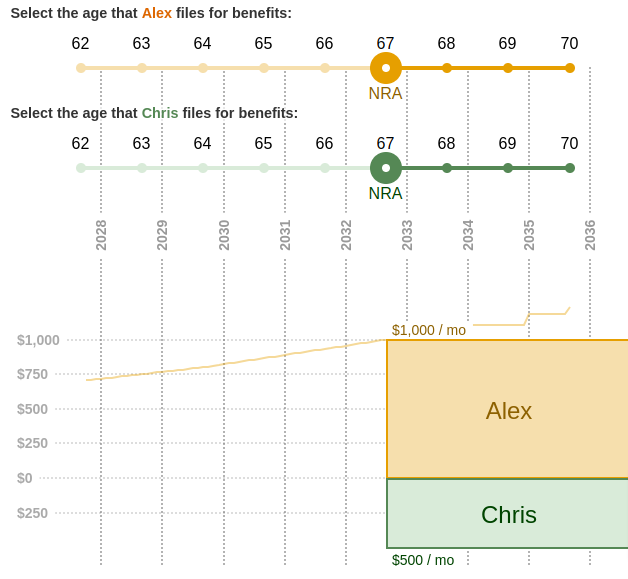 Select the age that Alex files for benefits:
62 63 64 65 66 67 68 69 70
NRA
Select the age that Chris files for benefits:
62 63 64 65 66 67 68 69 70
NRA
2028 2029 2030 2031 2032 2033 2034 2035 2036
$1,000 / mo
$1,000
$750
$500
Alex
$250
$0
$250
Chris
$500 / mo